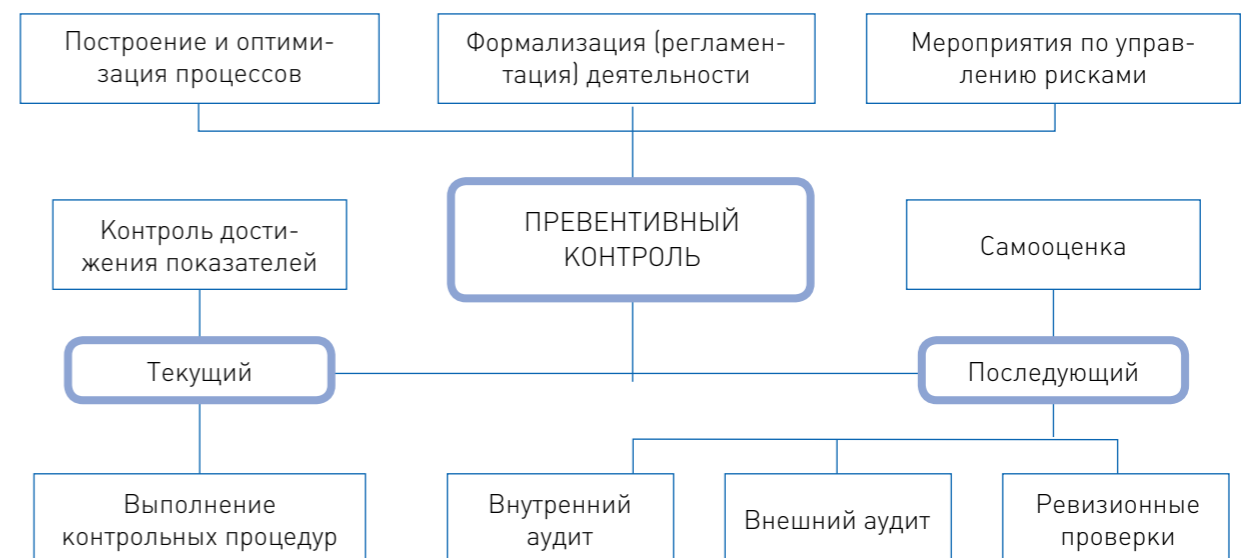 Построение и оптими-
зация процессов
Формализация (регламен-
тация) деятельности
Мероприятия по управ-
лению рисками
ПРЕВЕНТИВНЫЙ
КОНТРОЛЬ
Контроль дости-
жения показателей
Самооценка
Текущий
Последующий
Выполнение
контрольных процедур
Внутренний
аудит
Внешний аудит
Ревизионные
проверки